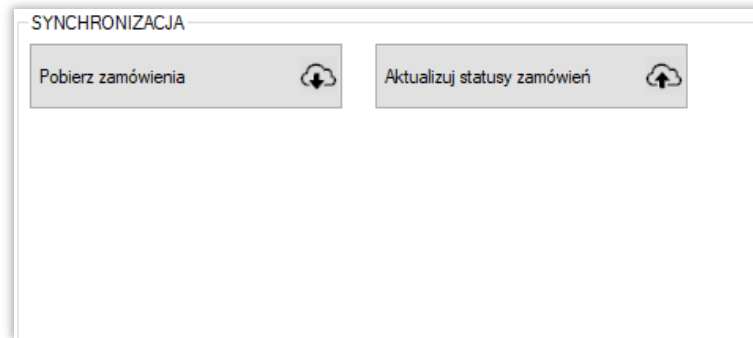 SYNCHRONIZACJA
Pobierz zamówienia
Aktualizuj statusy zamówień